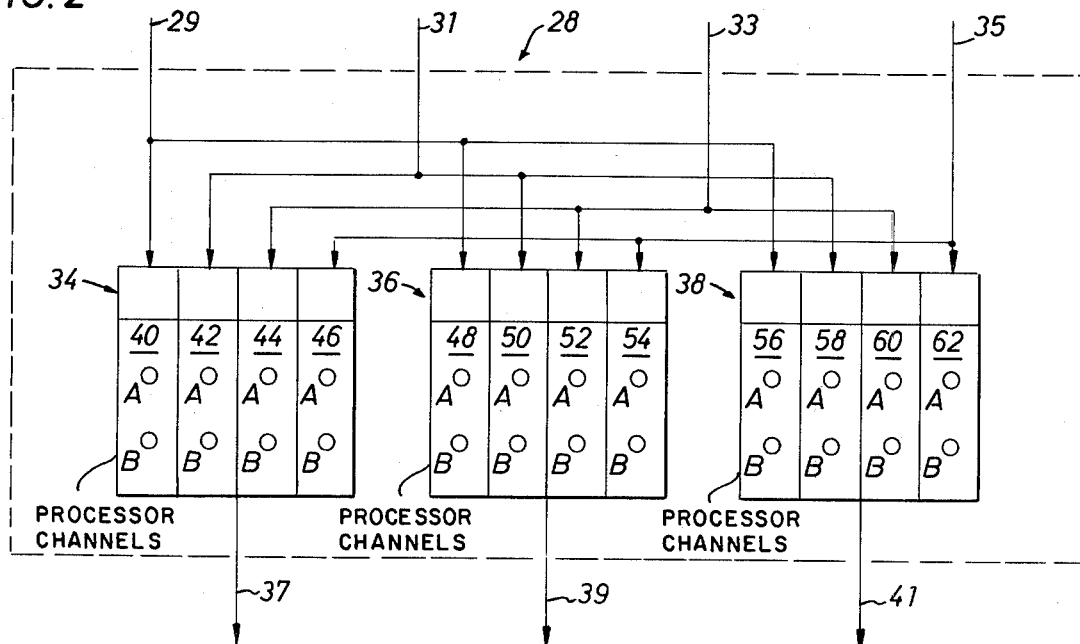 FIG. 2
29 31 28 33 35
34 36 38
40 42 44 46 48 50 52 54 56 58 60 62
A A A A A A A A A A A A
B B B B B B B B B B B B
PROCESSOR CHANNELS
PROCESSOR CHANNELS
PROCESSOR CHANNELS
37 39 41